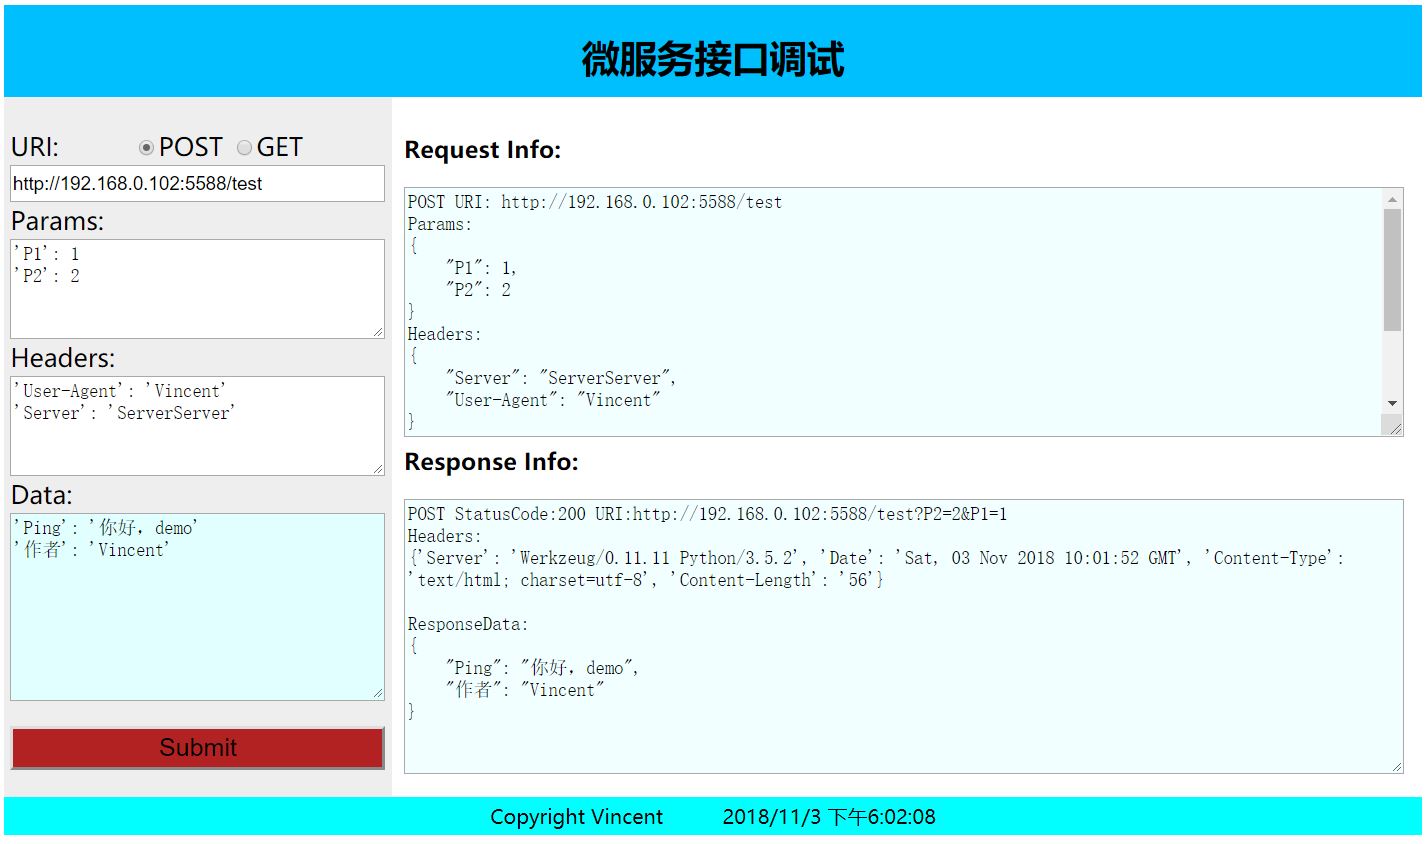 微服务接口调试
URI: POST GET
http://192.168.0.102:5588/test
Params:
'P1': 1
'P2': 2
Headers:
'User-Agent': 'Vincent'
'Server': 'ServerServer'
Data:
'Ping': '你好，demo'
'作者': 'Vincent'
Submit
Request Info:
POST URI: http://192.168.0.102:5588/test
Params:
{
    "P1": 1,
    "P2": 2
}
Headers:
{
    "Server": "ServerServer",
    "User-Agent": "Vincent"
}
Response Info:
POST StatusCode:200 URI:http://192.168.0.102:5588/test?P2=2&P1=1
Headers:
{'Server': 'Werkzeug/0.11.11 Python/3.5.2', 'Date': 'Sat, 03 Nov 2018 10:01:52 GMT', 'Content-Type':
'text/html; charset=utf-8', 'Content-Length': '56'}
ResponseData:
{
    "Ping": "你好，demo",
    "作者": "Vincent"
}
Copyright Vincent 2018/11/3 下午6:02:08